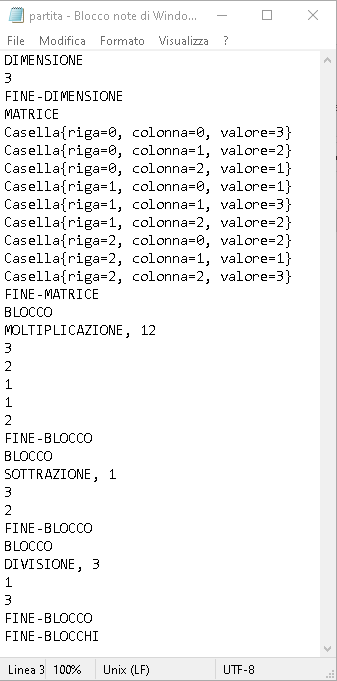 partita - Blocco note di Windo...
File Modifica Formato Visualizza ?
DIMENSIONE
3
FINE-DIMENSIONE
MATRICE
Casella{riga=0, colonna=0, valore=3}
Casella{riga=0, colonna=1, valore=2}
Casella{riga=0, colonna=2, valore=1}
Casella{riga=1, colonna=0, valore=1}
Casella{riga=1, colonna=1, valore=3}
Casella{riga=1, colonna=2, valore=2}
Casella{riga=2, colonna=0, valore=2}
Casella{riga=2, colonna=1, valore=1}
Casella{riga=2, colonna=2, valore=3}
FINE-MATRICE
BLOCCO
MOLTIPLICAZIONE, 12
3
2
1
1
2
FINE-BLOCCO
BLOCCO
SOTTRAZIONE, 1
3
2
FINE-BLOCCO
BLOCCO
DIVISIONE, 3
1
3
FINE-BLOCCO
FINE-BLOCCHI
Linea 3 100% Unix (LF) UTF-8